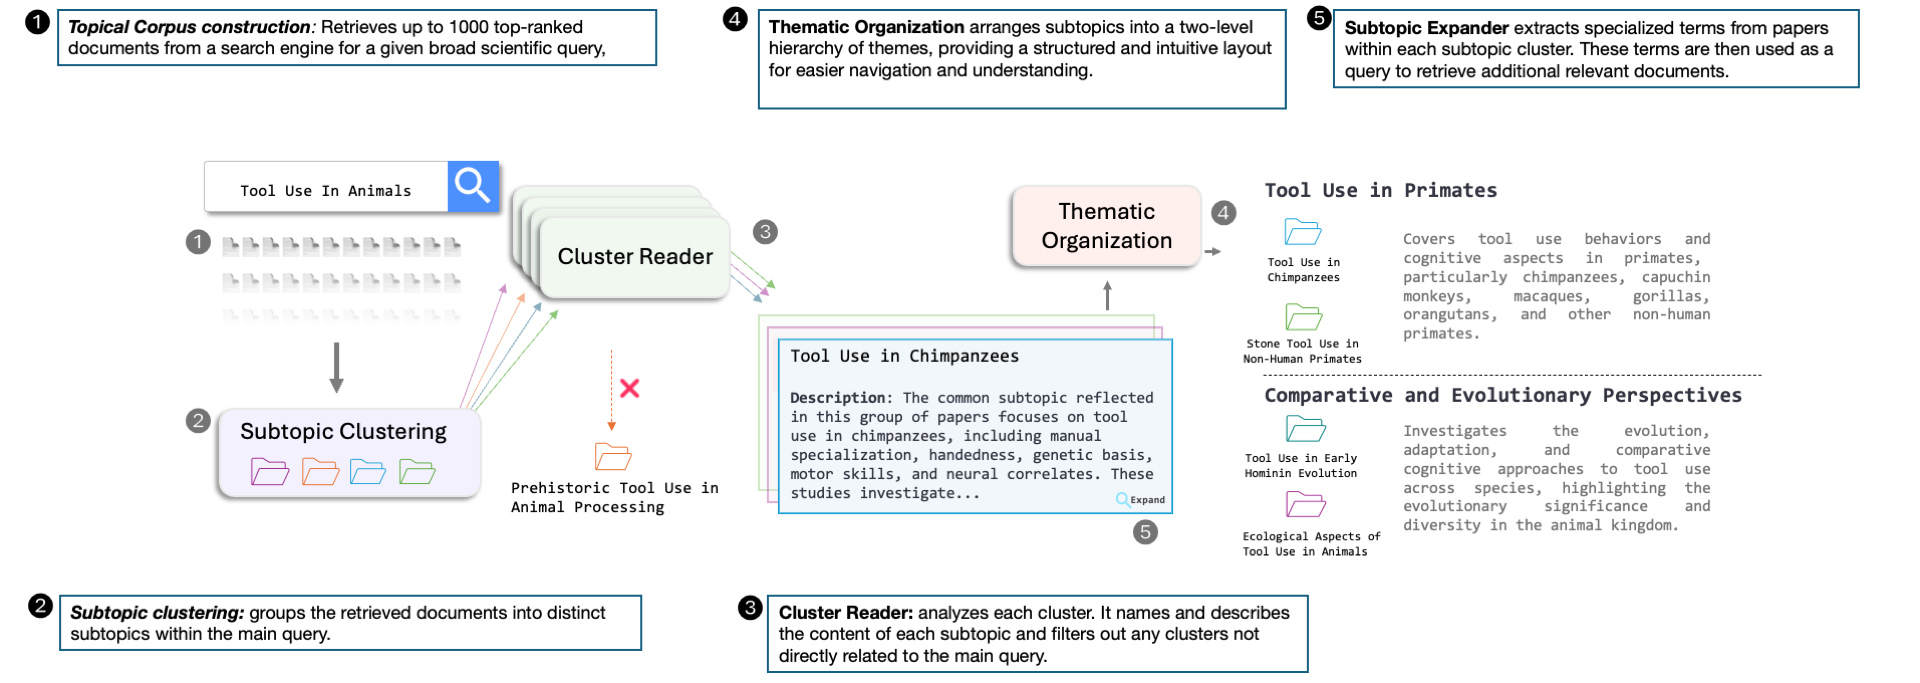 1 Topical Corpus construction: Retrieves up to 1000 top-ranked
documents from a search engine for a given broad scientific query,
4 Thematic Organization arranges subtopics into a two-level
hierarchy of themes, providing a structured and intuitive layout
for easier navigation and understanding.
5 Subtopic Expander extracts specialized terms from papers
within each subtopic cluster. These terms are then used as a
query to retrieve additional relevant documents.
Tool Use In Animals
1
2
Subtopic Clustering
Cluster Reader
3
Prehistoric Tool Use in
Animal Processing
Tool Use in Chimpanzees
Description: The common subtopic reflected
in this group of papers focuses on tool
use in chimpanzees, including manual
specialization, handedness, genetic basis,
motor skills, and neural correlates. These
studies investigate...
Expand
5
Thematic
Organization
4
Tool Use in Primates
Tool Use in
Chimpanzees
Stone Tool Use in
Non-Human Primates
Covers tool use behaviors and
cognitive aspects in primates,
particularly chimpanzees, capuchin
monkeys, macaques, gorillas,
orangutans, and other non-human
primates.
Comparative and Evolutionary Perspectives
Tool Use in Early
Hominin Evolution
Ecological Aspects of
Tool Use in Animals
Investigates the evolution,
adaptation, and comparative
cognitive approaches to tool use
across species, highlighting the
evolutionary significance and
diversity in the animal kingdom.
2 Subtopic clustering: groups the retrieved documents into distinct
subtopics within the main query.
3 Cluster Reader: analyzes each cluster. It names and describes
the content of each subtopic and filters out any clusters not
directly related to the main query.